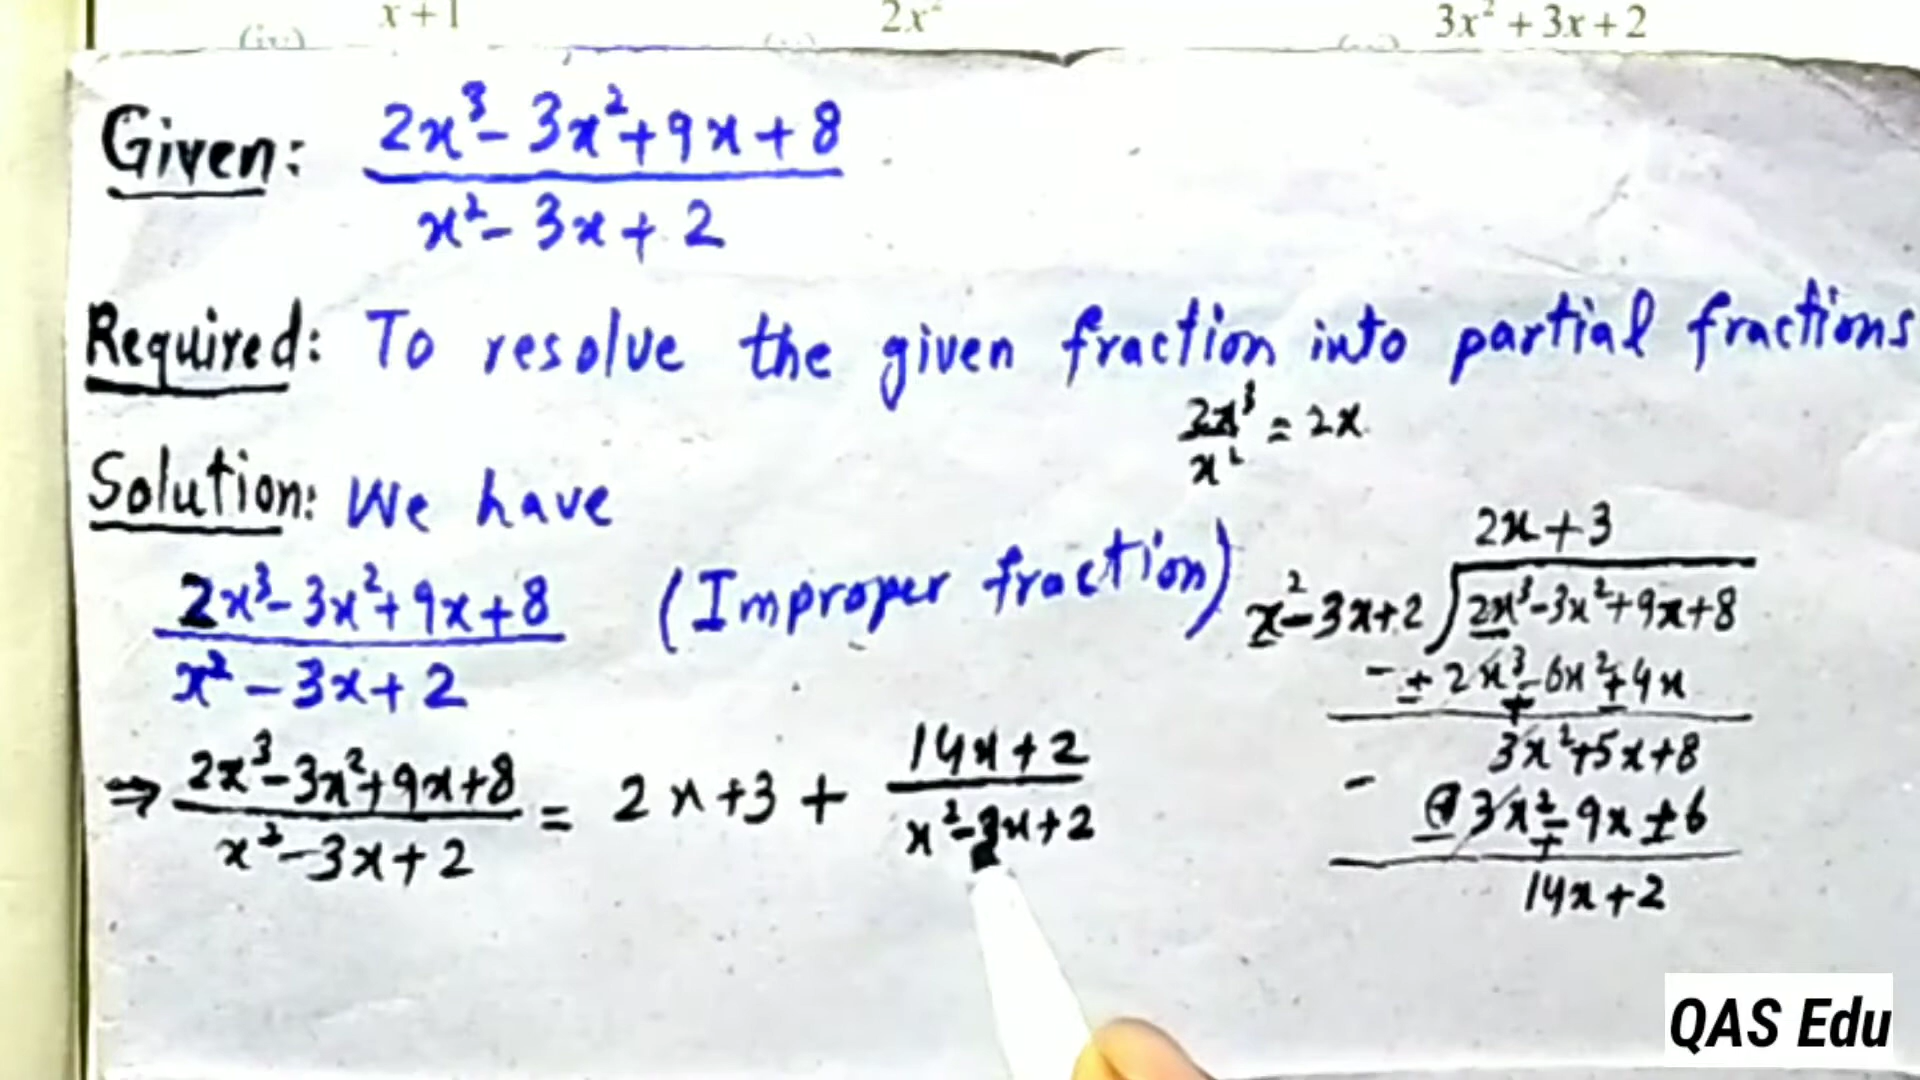 x+1 2x² 3x²+3x+2
Given: (2x³-3x²+9x+8)/(x²-3x+2)
Required: To resolve the given fraction into partial fractions
2x³/x² = 2x
Solution: We have
(2x³-3x²+9x+8)/(x²-3x+2) (Improper fraction)
⇒ (2x³-3x²+9x+8)/(x²-3x+2) = 2x+3+ (14x+2)/(x²-3x+2)
2x+3
x²-3x+2 ) 2x³-3x²+9x+8
- ±2x³-6x²+4x
3x²+5x+8
- 3x²-9x±6
14x+2
QAS Edu